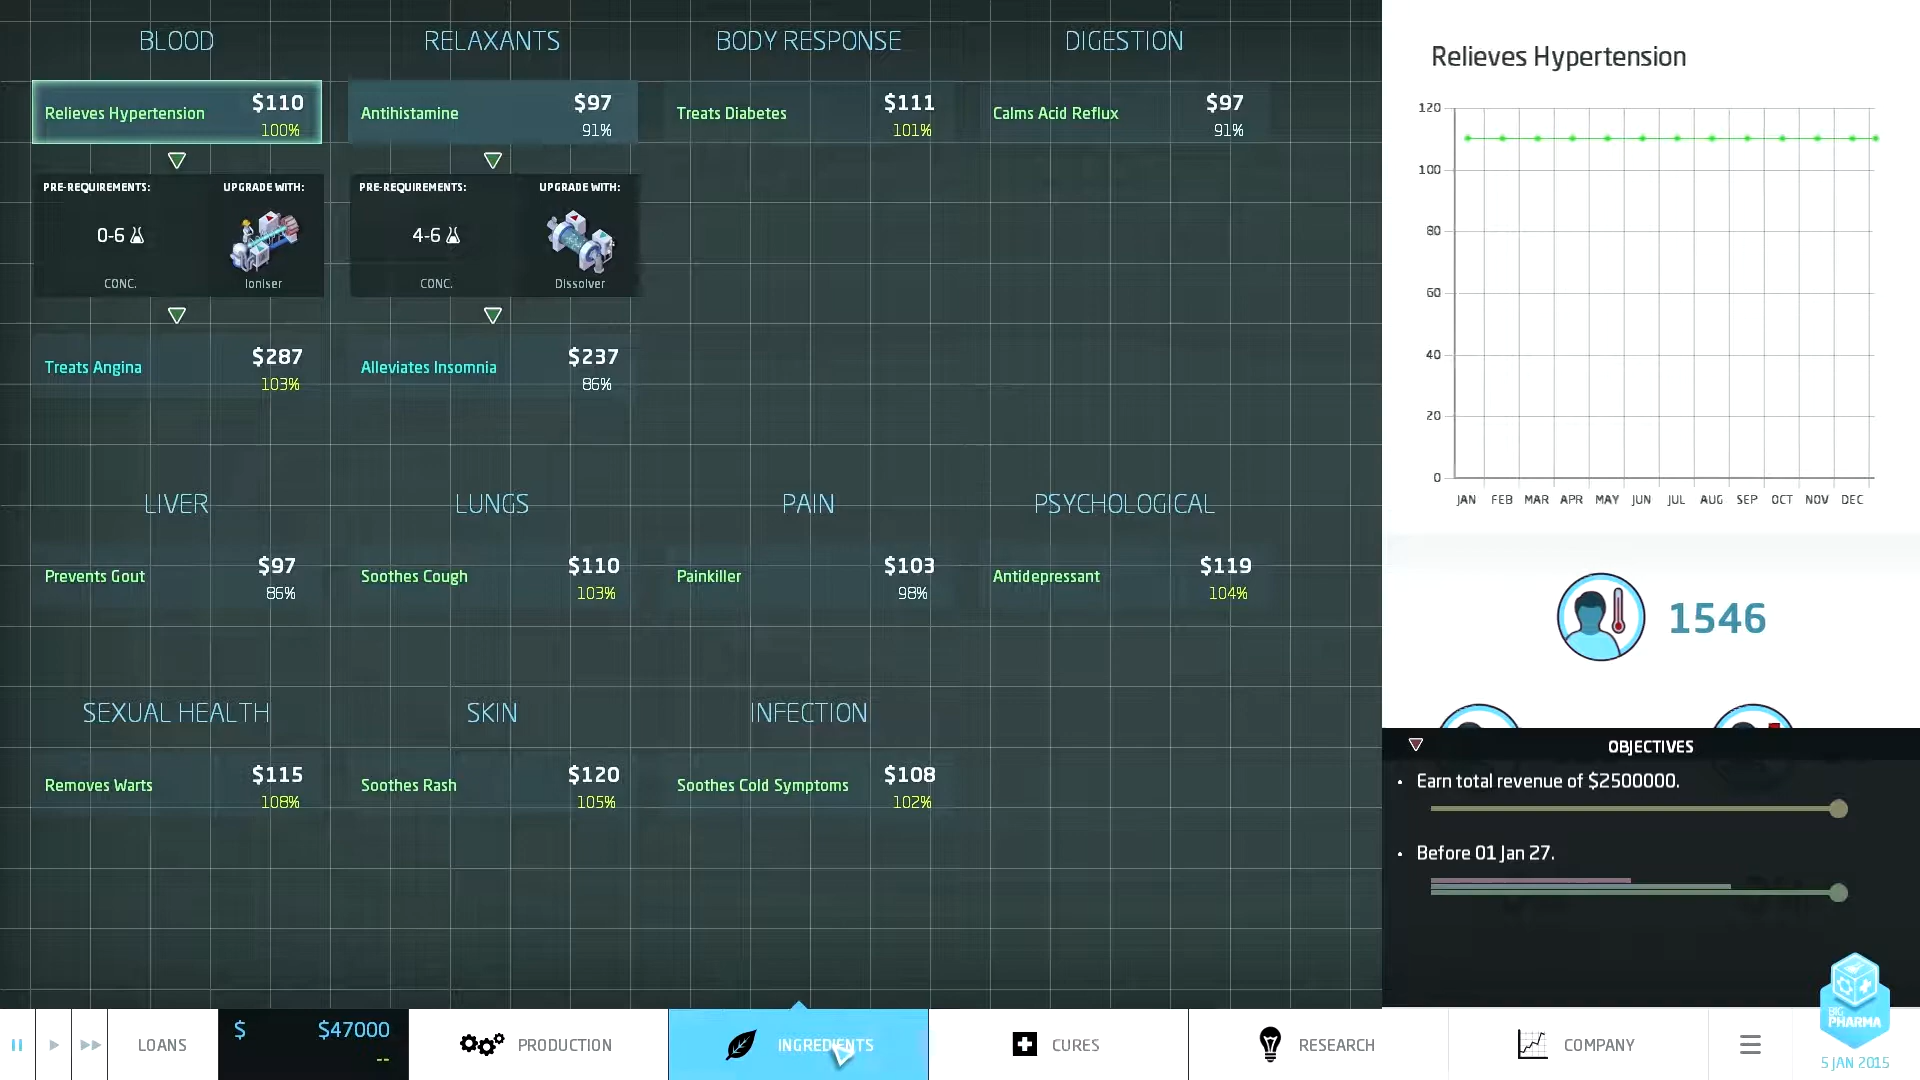 BLOOD
RELAXANTS
BODY RESPONSE
DIGESTION
Relieves Hypertension
$110
100%
Antihistamine
$97
91%
Treats Diabetes
$111
101%
Calms Acid Reflux
$97
91%
PRE-REQUIREMENTS:
UPGRADE WITH:
0-6
CONC.
Ioniser
PRE-REQUIREMENTS:
UPGRADE WITH:
4-6
CONC.
Dissolver
Treats Angina
$287
103%
Alleviates Insomnia
$237
86%
LIVER
LUNGS
PAIN
PSYCHOLOGICAL
Prevents Gout
$97
86%
Soothes Cough
$110
103%
Painkiller
$103
98%
Antidepressant
$119
104%
SEXUAL HEALTH
SKIN
INFECTION
Removes Warts
$115
108%
Soothes Rash
$120
105%
Soothes Cold Symptoms
$108
102%
Relieves Hypertension
120
100
80
60
40
20
0
JAN FEB MAR APR MAY JUN JUL AUG SEP OCT NOV DEC
1546
OBJECTIVES
• Earn total revenue of $2500000.
• Before 01 Jan 27.
LOANS
$ $47000
--
PRODUCTION
INGREDIENTS
CURES
RESEARCH
COMPANY
BIG
PHARMA
5 JAN 2015